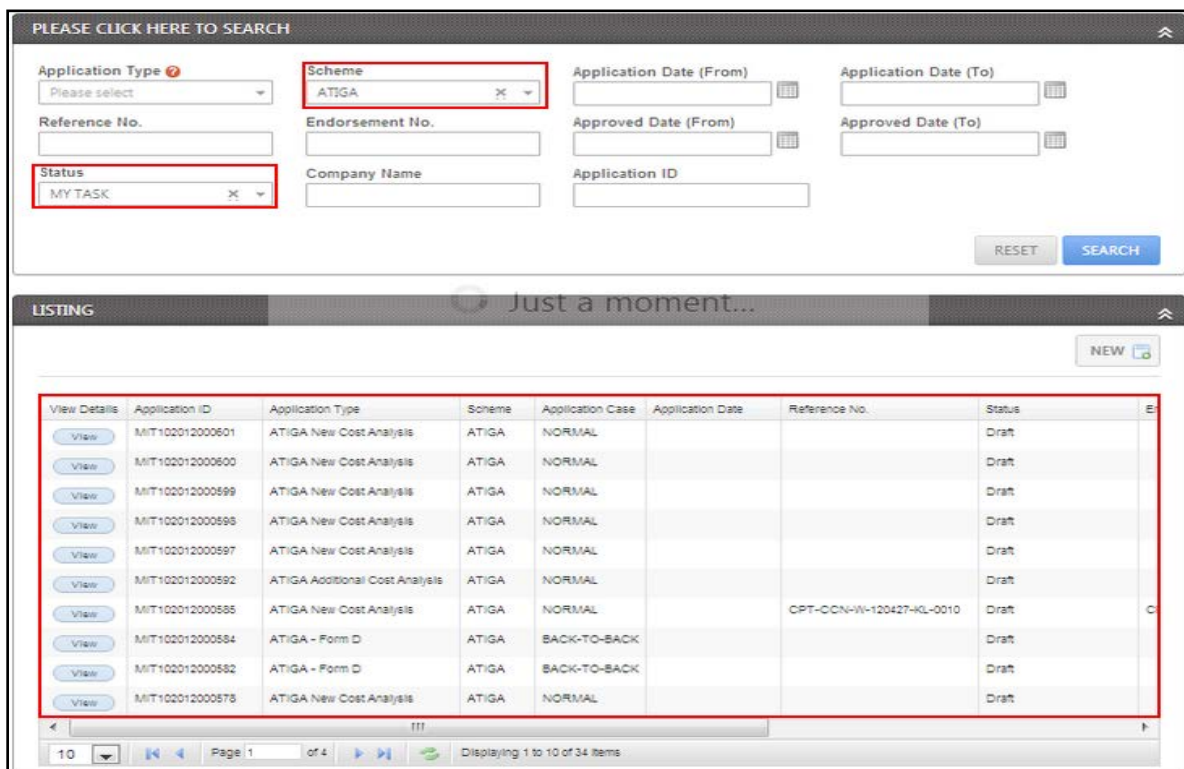 PLEASE CLICK HERE TO SEARCH
Application Type Scheme Application Date (From) Application Date (To)
Please select ATIGA
Reference No. Endorsement No. Approved Date (From) Approved Date (To)
Status Company Name Application ID
MY TASK
RESET SEARCH
Just a moment...
LISTING
NEW
View Details Application ID Application Type Scheme Application Case Application Date Reference No. Status
View MIT102012000601 ATIGA New Cost Analysis ATIGA NORMAL Draft
View MIT102012000600 ATIGA New Cost Analysis ATIGA NORMAL Draft
View MIT102012000599 ATIGA New Cost Analysis ATIGA NORMAL Draft
View MIT102012000598 ATIGA New Cost Analysis ATIGA NORMAL Draft
View MIT102012000597 ATIGA New Cost Analysis ATIGA NORMAL Draft
View MIT102012000592 ATIGA Additional Cost Analysis ATIGA NORMAL Draft
View MIT102012000585 ATIGA New Cost Analysis ATIGA NORMAL CPT-CCN-W-120427-KL-0010 Draft
View MIT102012000584 ATIGA - Form D ATIGA BACK-TO-BACK Draft
View MIT102012000582 ATIGA - Form D ATIGA BACK-TO-BACK Draft
View MIT102012000578 ATIGA New Cost Analysis ATIGA NORMAL Draft
10 Page 1 of 4 Displaying 1 to 10 of 34 items